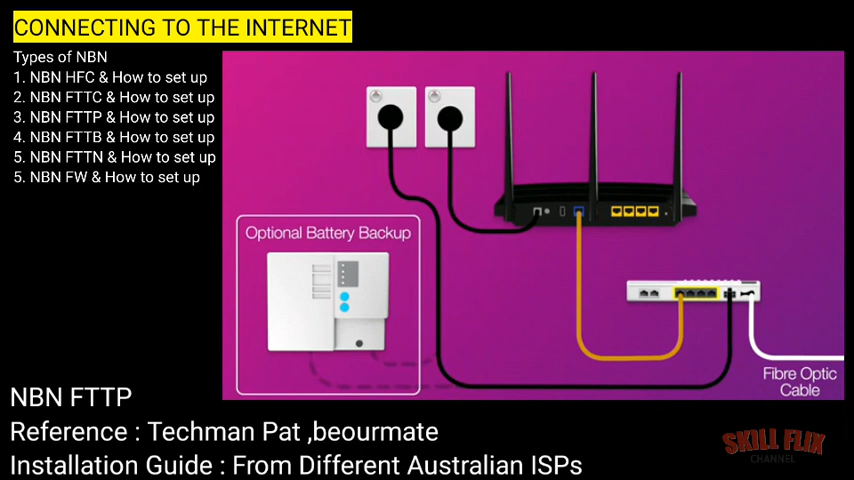 CONNECTING TO THE INTERNET
Types of NBN
1. NBN HFC & How to set up
2. NBN FTTC & How to set up
3. NBN FTTP & How to set up
4. NBN FTTB & How to set up
5. NBN FTTN & How to set up
5. NBN FW & How to set up
Optional Battery Backup
Fibre Optic
Cable
NBN FTTP
Reference : Techman Pat ,beourmate
Installation Guide : From Different Australian ISPs
SKILL FLIX
CHANNEL